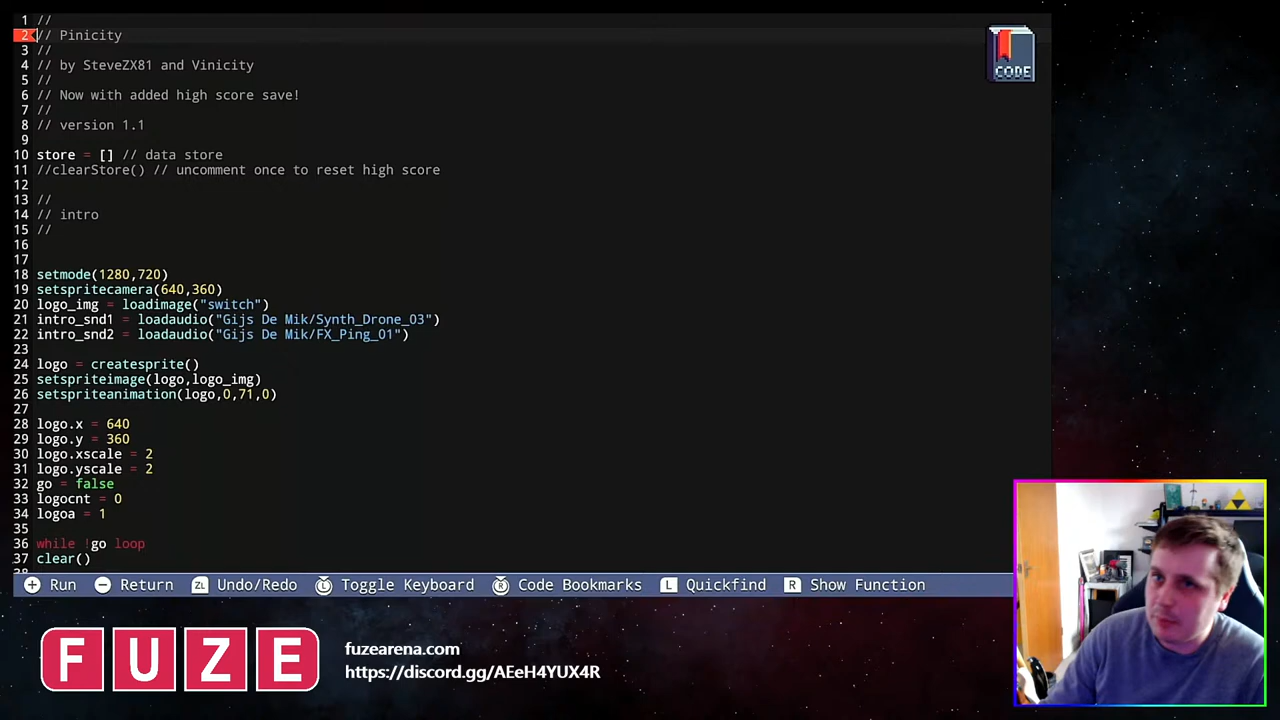 1 //
2 // Pinicity
3 //
4 // by SteveZX81 and Vinicity
5 //
6 // Now with added high score save!
7 //
8 // version 1.1
9
10 store = [] // data store
11 //clearStore() // uncomment once to reset high score
12
13 //
14 // intro
15 //
16
17
18 setmode(1280,720)
19 setspritecamera(640,360)
20 logo_img = loadimage("switch")
21 intro_snd1 = loadaudio("Gijs De Mik/Synth_Drone_03")
22 intro_snd2 = loadaudio("Gijs De Mik/FX_Ping_01")
23
24 logo = createsprite()
25 setspriteimage(logo,logo_img)
26 setspriteanimation(logo,0,71,0)
27
28 logo.x = 640
29 logo.y = 360
30 logo.xscale = 2
31 logo.yscale = 2
32 go = false
33 logocnt = 0
34 logoa = 1
35
36 while !go loop
37 clear()
CODE
+ Run − Return ZL Undo/Redo L Toggle Keyboard R Code Bookmarks L Quickfind R Show Function
FUZE
fuzearena.com
https://discord.gg/AEeH4YUX4R